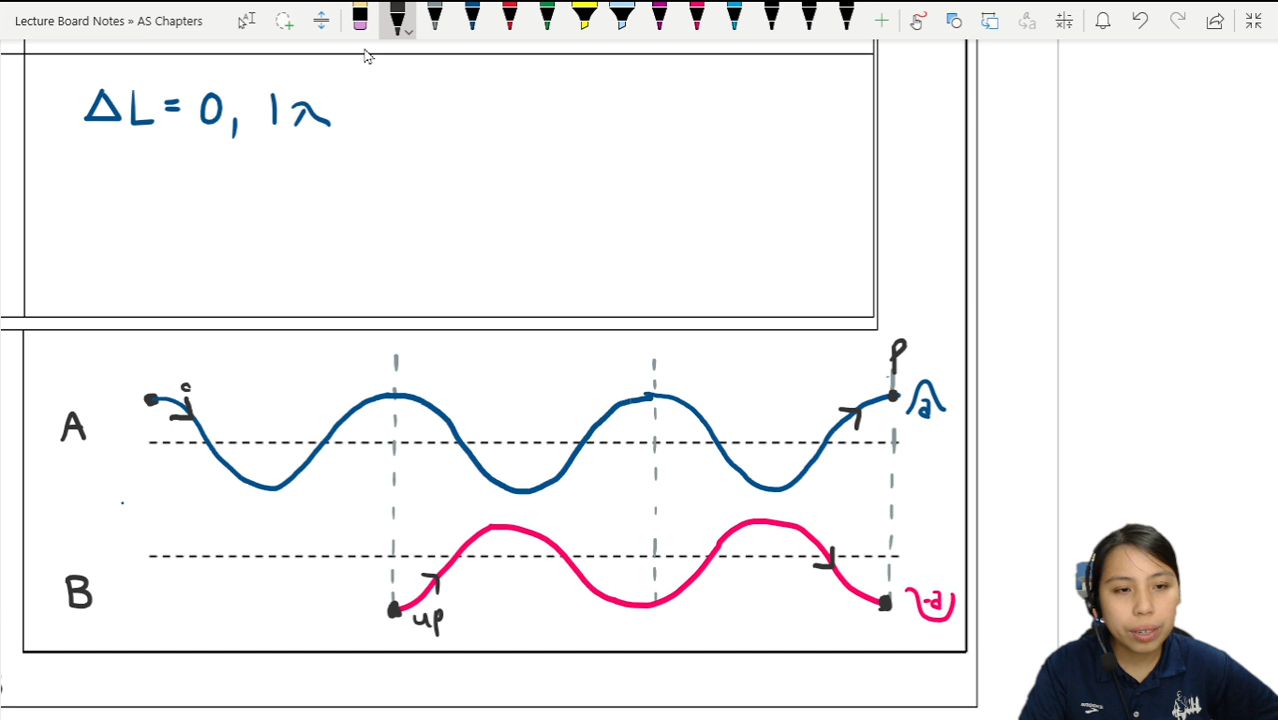 Lecture Board Notes » AS Chapters
ΔL = 0, 1λ
P
A
a
B
up
-a